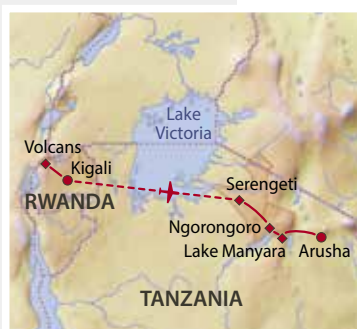 Lake
Victoria
Volcans
Kigali
RWANDA
Serengeti
Ngorongoro
Lake Manyara
Arusha
TANZANIA